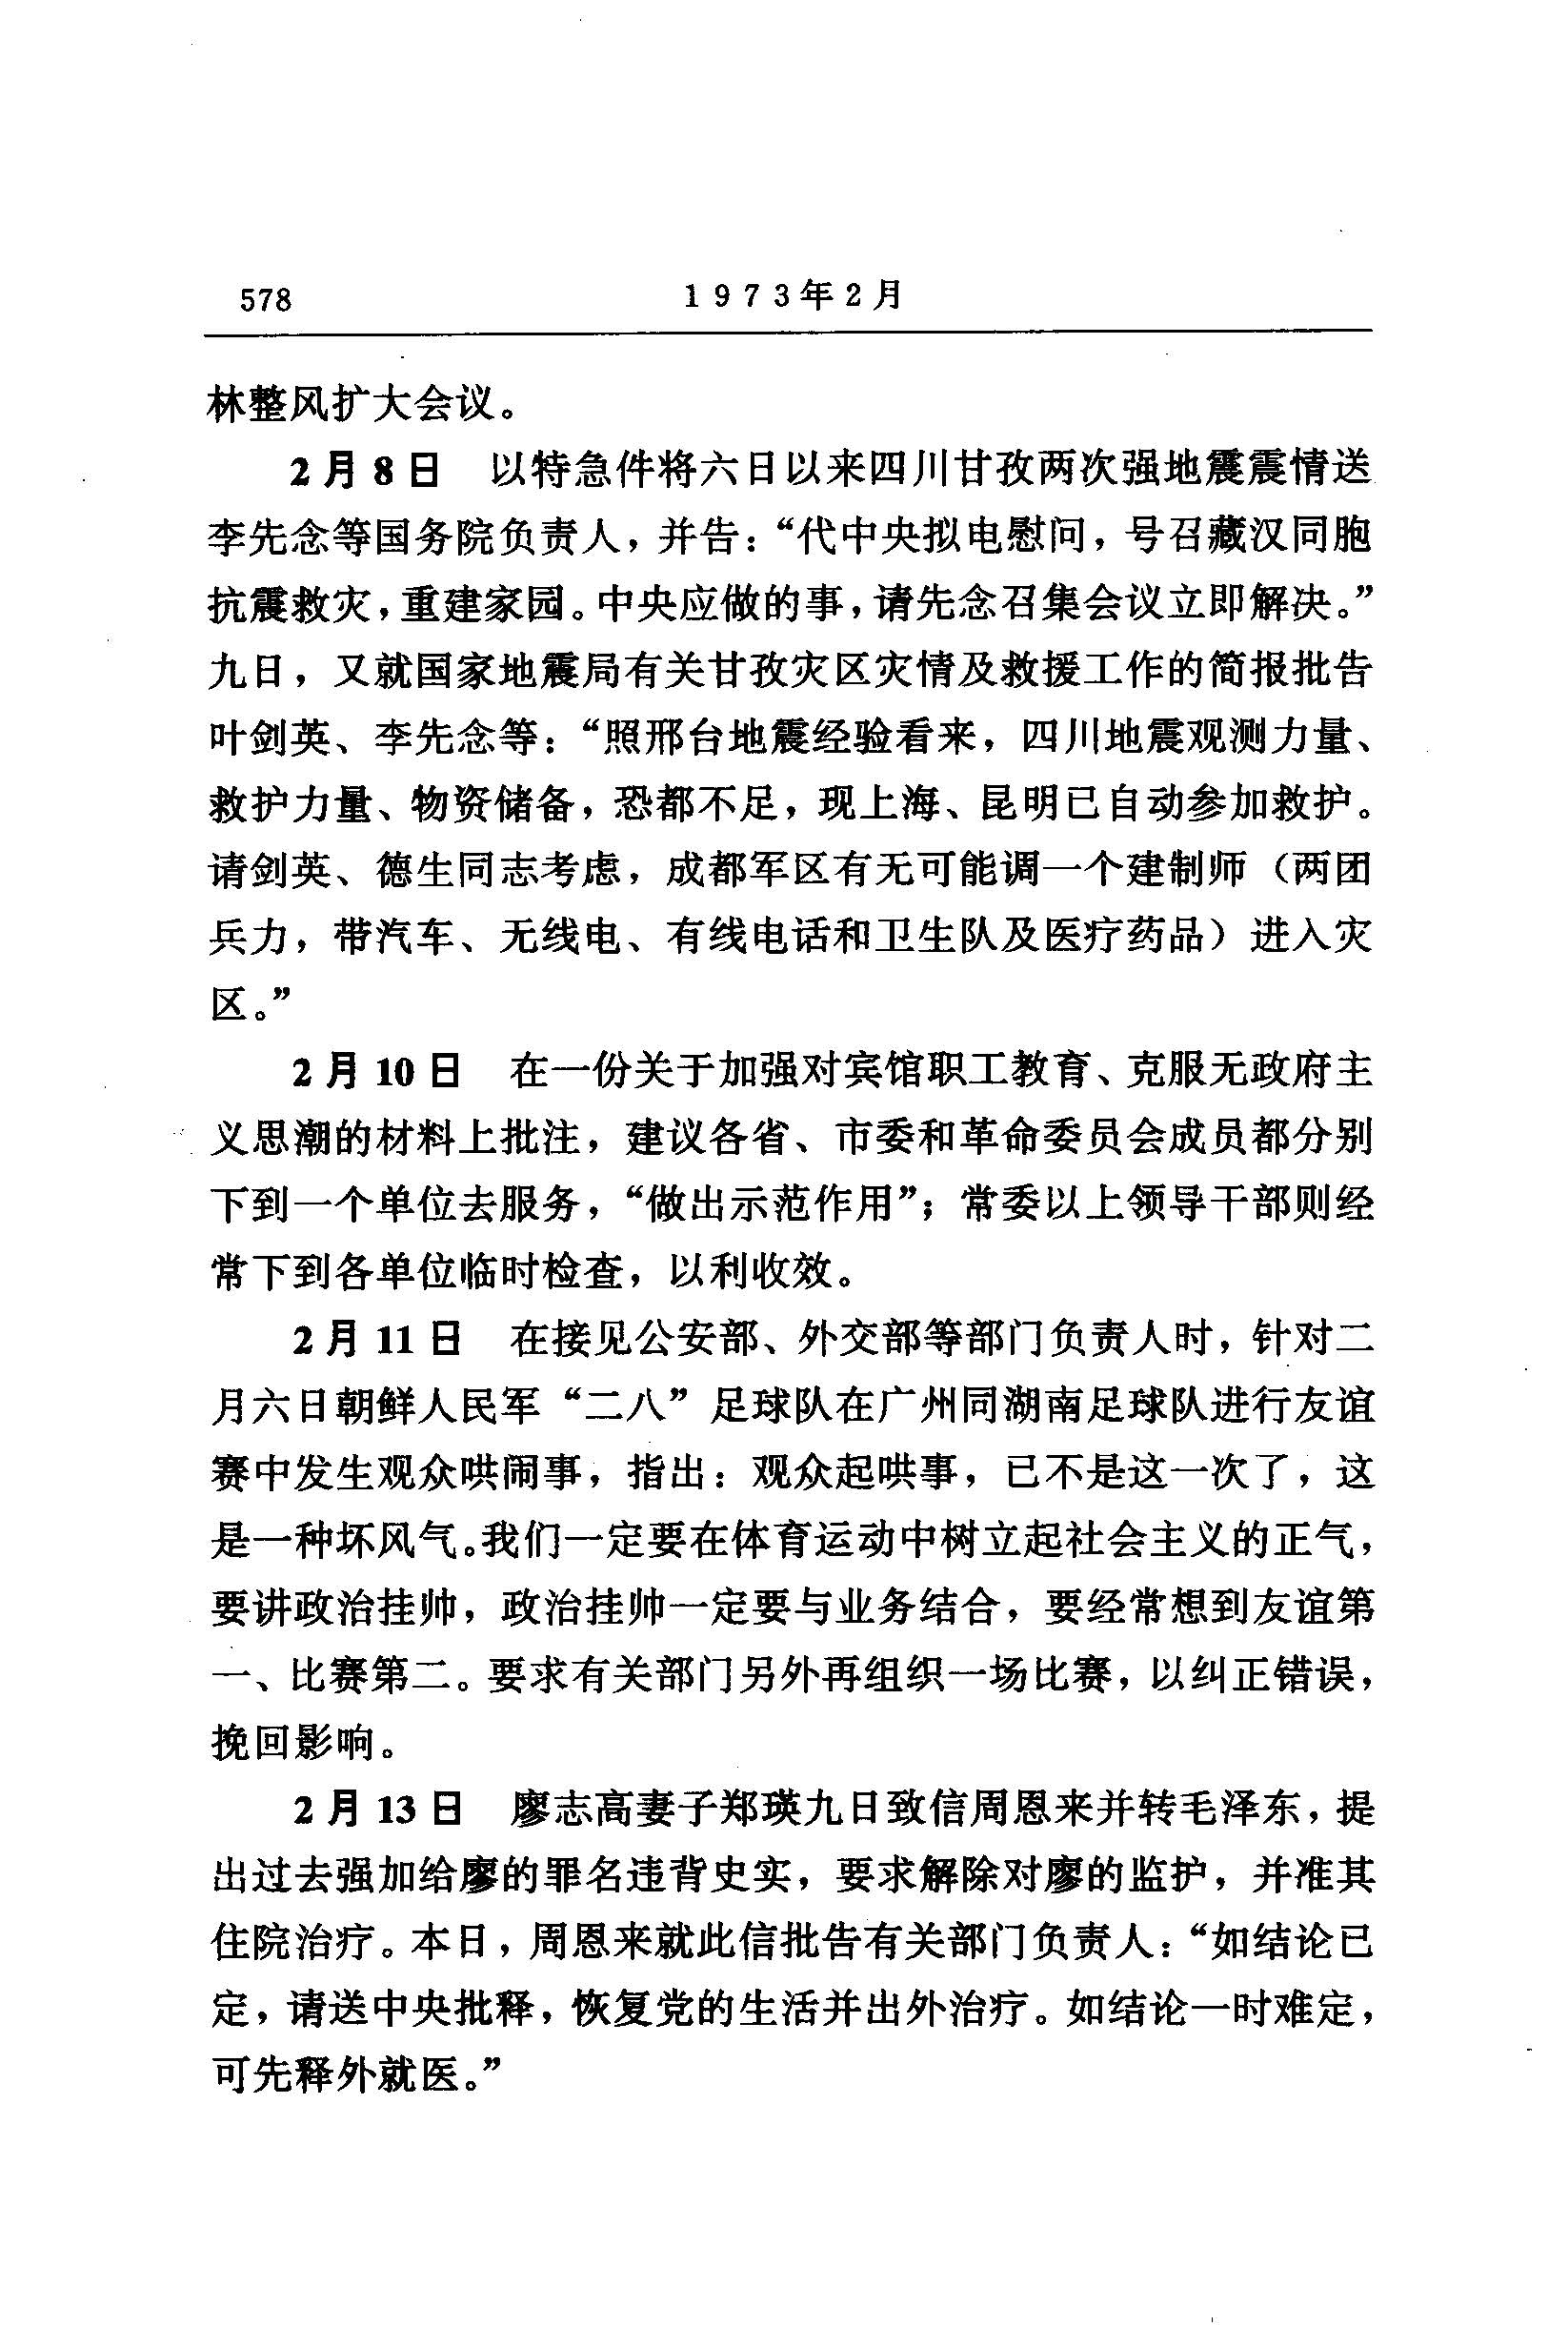 578
1973年2月
林整风扩大会议。
2月8日 以特急件将六日以来四川甘孜两次强地震震情送
李先念等国务院负责人，并告：“代中央拟电慰问，号召藏汉同胞
抗震救灾，重建家园。中央应做的事，请先念召集会议立即解决。”
九日，又就国家地震局有关甘孜灾区灾情及救援工作的简报批告
叶剑英、李先念等：“照邢台地震经验看来，四川地震观测力量、
救护力量、物资储备，恐都不足，现上海、昆明已自动参加救护。
请剑英、德生同志考虑，成都军区有无可能调一个建制师（两团
兵力，带汽车、无线电、有线电话和卫生队及医疗药品）进入灾
区。”
2月10日 在一份关于加强对宾馆职工教育、克服无政府主
义思潮的材料上批注，建议各省、市委和革命委员会成员都分别
下到一个单位去服务，“做出示范作用”；常委以上领导干部则经
常下到各单位临时检查，以利收效。
2月11日 在接见公安部、外交部等部门负责人时，针对二
月六日朝鲜人民军“二八”足球队在广州同湖南足球队进行友谊
赛中发生观众哄闹事，指出：观众起哄事，已不是这一次了，这
是一种坏风气。我们一定要在体育运动中树立起社会主义的正气，
要讲政治挂帅，政治挂帅一定要与业务结合，要经常想到友谊第
一、比赛第二。要求有关部门另外再组织一场比赛，以纠正错误，
挽回影响。
2月13日 廖志高妻子郑瑛九日致信周恩来并转毛泽东，提
出过去强加给廖的罪名违背史实，要求解除对廖的监护，并准其
住院治疗。本日，周恩来就此信批告有关部门负责人：“如结论已
定，请送中央批释，恢复党的生活并出外治疗。如结论一时难定，
可先释外就医。”